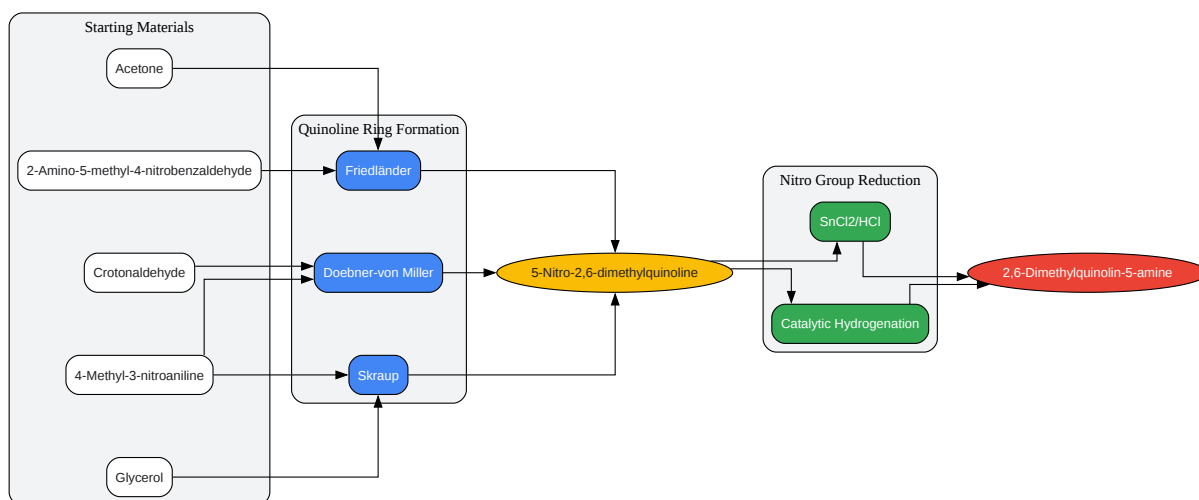 Starting Materials
Acetone
Quinoline Ring Formation
2-Amino-5-methyl-4-nitrobenzaldehyde
Friedländer
Nitro Group Reduction
SnCl2/HCl
Crotonaldehyde
Doebner-von Miller
5-Nitro-2,6-dimethylquinoline
2,6-Dimethylquinolin-5-amine
Catalytic Hydrogenation
4-Methyl-3-nitroaniline
Skraup
Glycerol